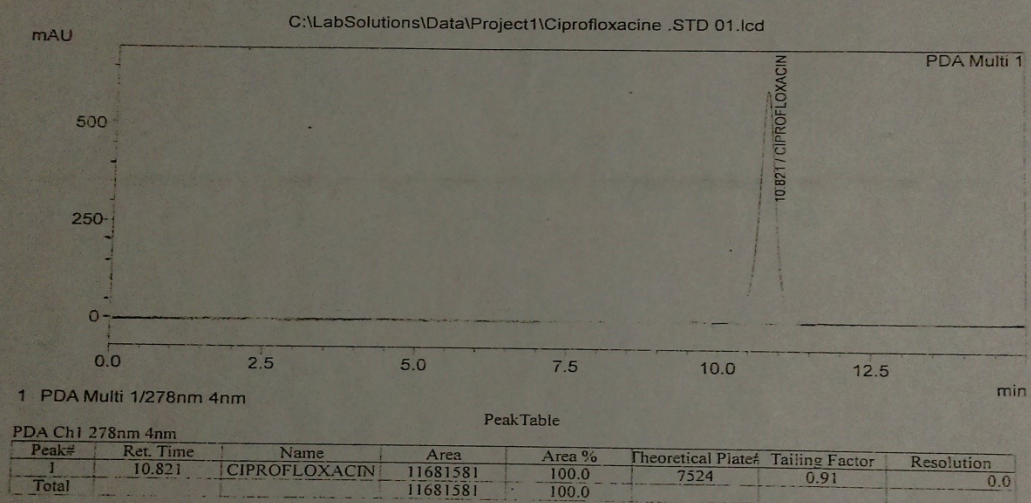 C:\LabSolutions\Data\Project1\Ciprofloxacine .STD 01.lcd
mAU
PDA Multi 1
10.821 / CIPROFLOXACIN
500
250
0
0.0 2.5 5.0 7.5 10.0 12.5
min
1 PDA Multi 1/278nm 4nm
PeakTable
PDA Ch1 278nm 4nm
Peak# Ret. Time Name Area Area % Theoretical Plate# Tailing Factor Resolution
1 10.821 CIPROFLOXACIN 11681581 100.0 7524 0.91 0.0
Total 11681581 100.0